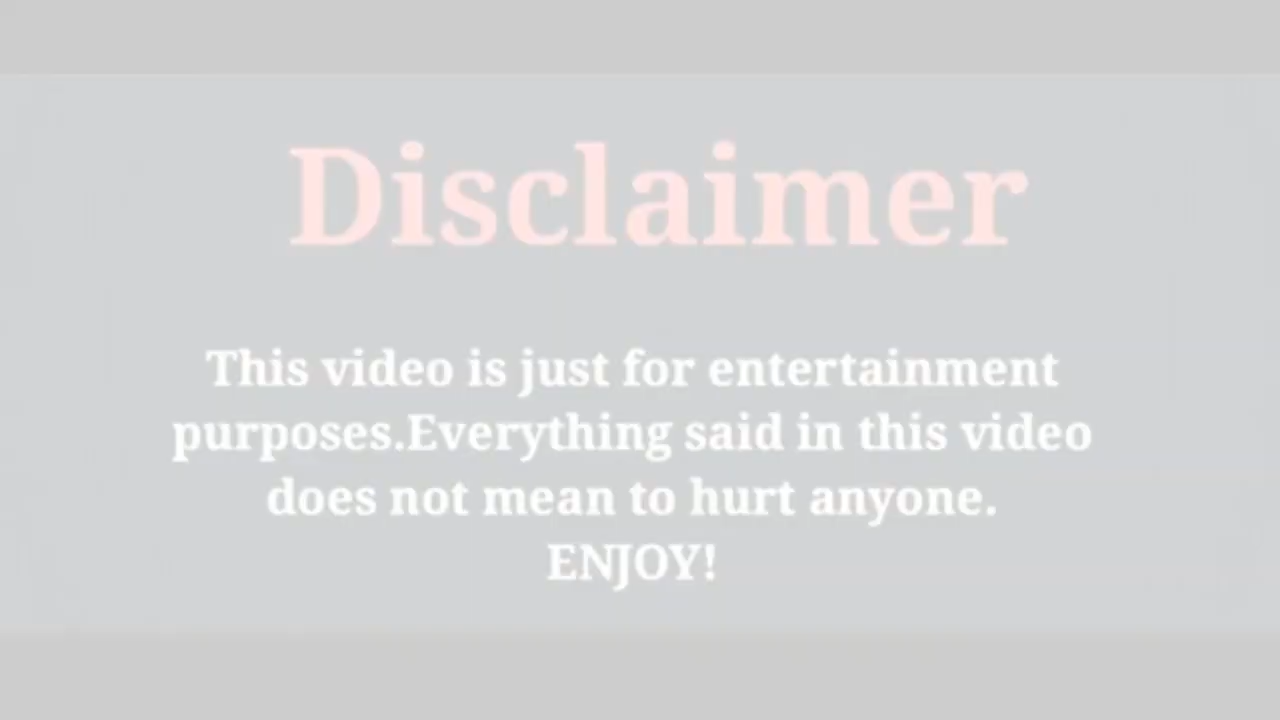 Disclaimer
This video is just for entertainment
purposes.Everything said in this video
does not mean to hurt anyone.
ENJOY!